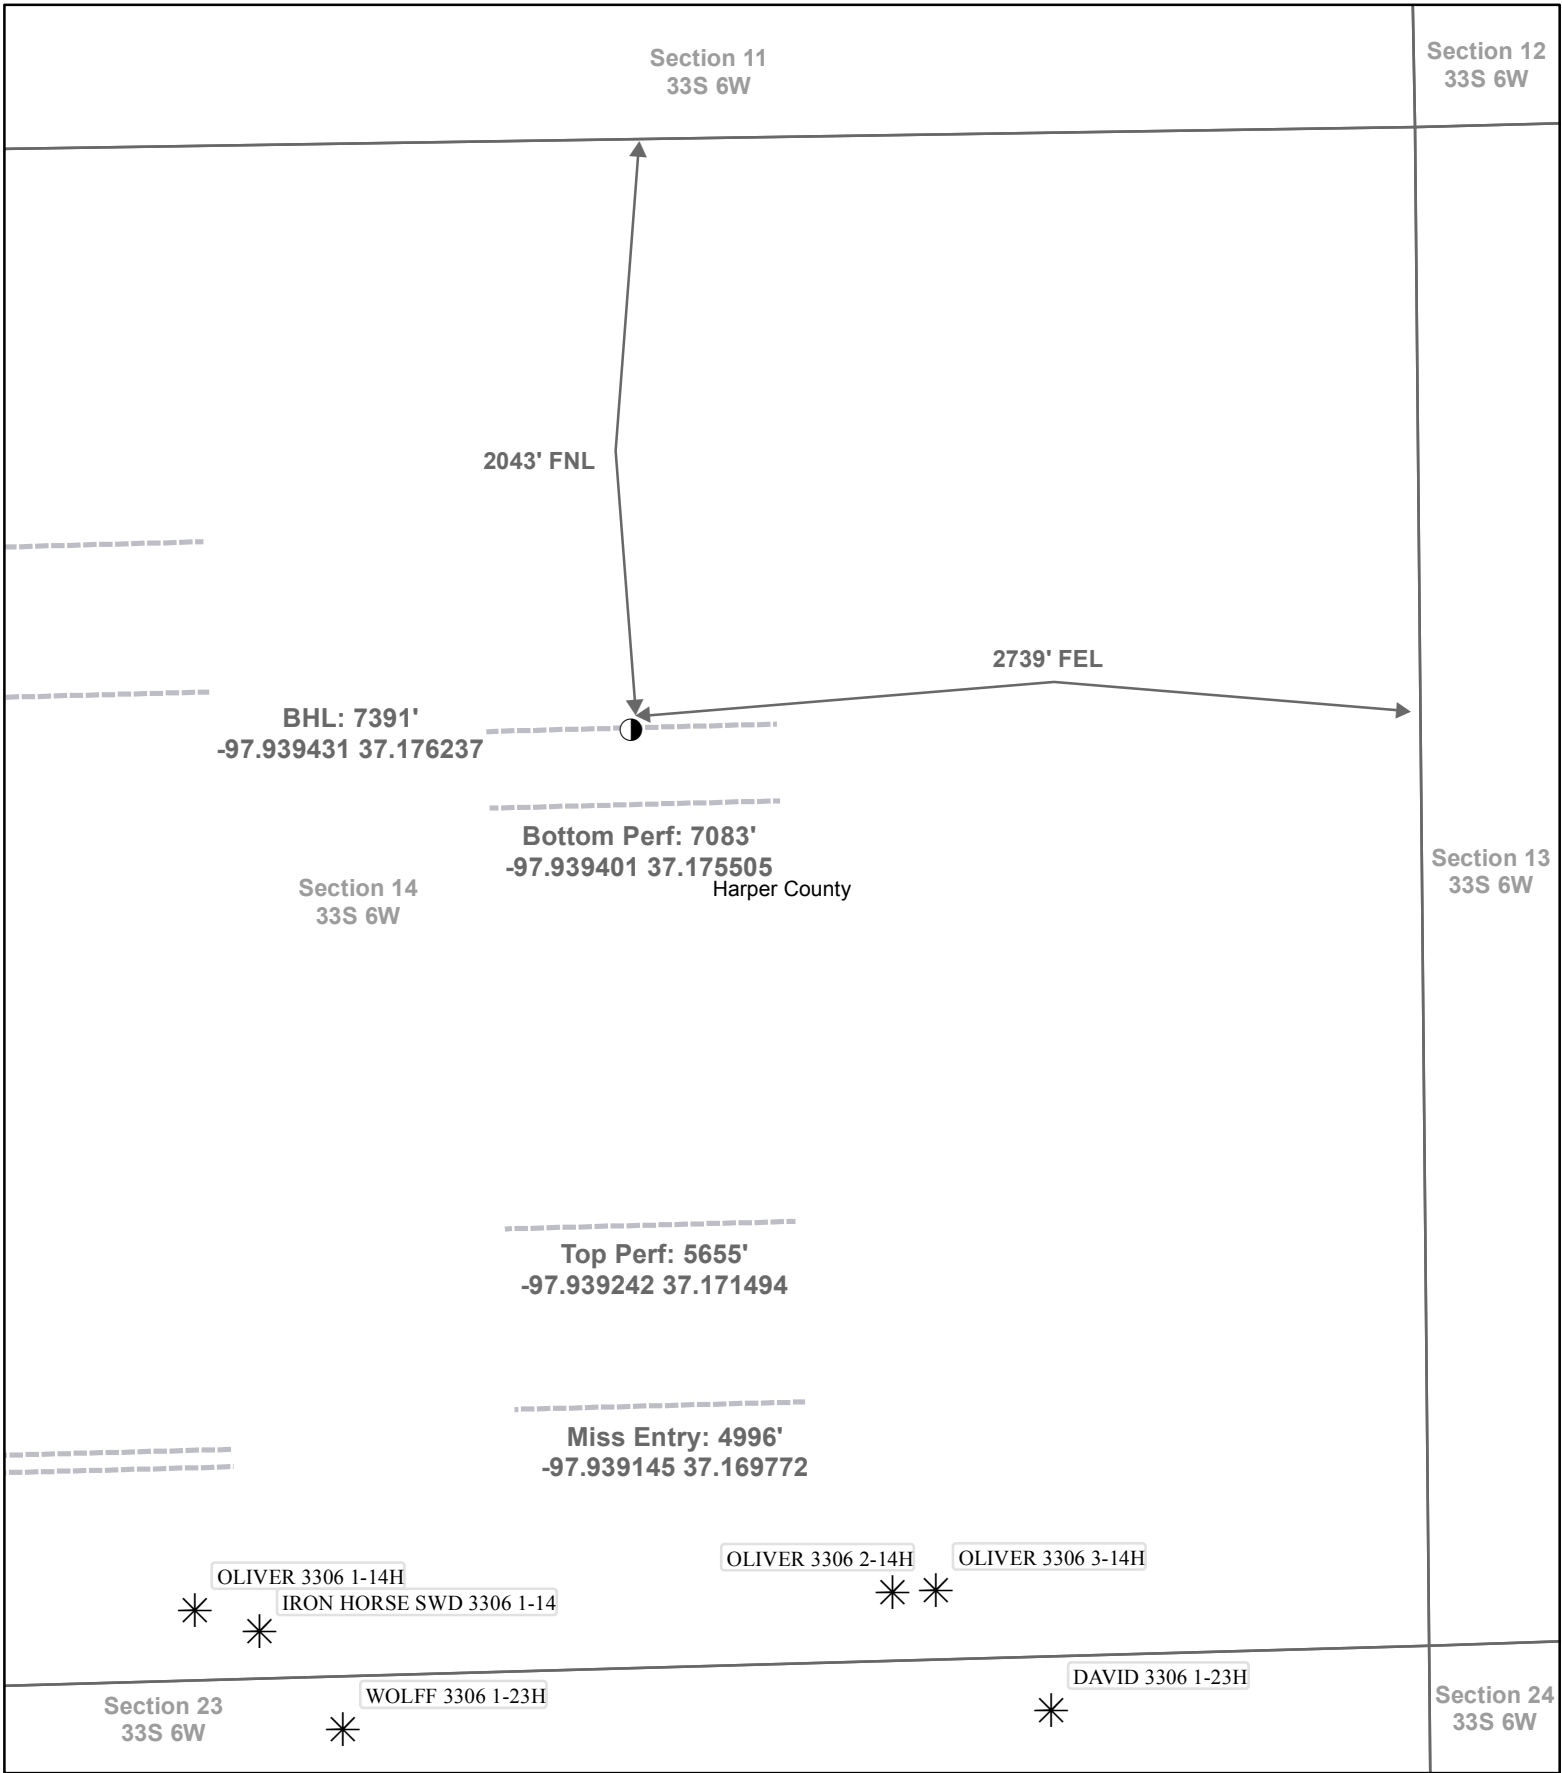 Section 11
33S 6W
Section 12
33S 6W
2043' FNL
2739' FEL
BHL: 7391'
-97.939431 37.176237
Bottom Perf: 7083'
-97.939401 37.175505
Harper County
Section 14
33S 6W
Section 13
33S 6W
Top Perf: 5655'
-97.939242 37.171494
Miss Entry: 4996'
-97.939145 37.169772
OLIVER 3306 1-14H
IRON HORSE SWD 3306 1-14
OLIVER 3306 2-14H
OLIVER 3306 3-14H
Section 23
33S 6W
WOLFF 3306 1-23H
DAVID 3306 1-23H
Section 24
33S 6W